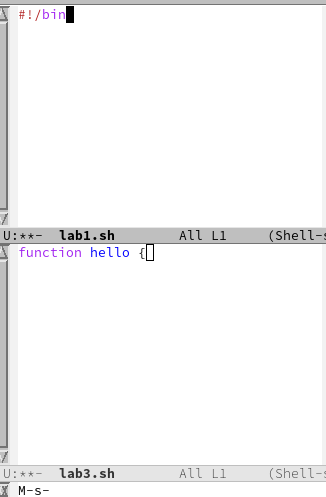 #!/bin
U:**-  lab1.sh        All L1     (Shell-s
function hello {
U:**-  lab3.sh        All L1     (Shell-s
M-s-